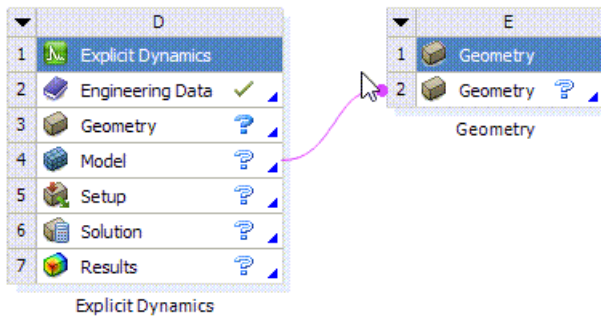 D
1 Explicit Dynamics
2 Engineering Data
3 Geometry
4 Model
5 Setup
6 Solution
7 Results
Explicit Dynamics
E
1 Geometry
2 Geometry
Geometry